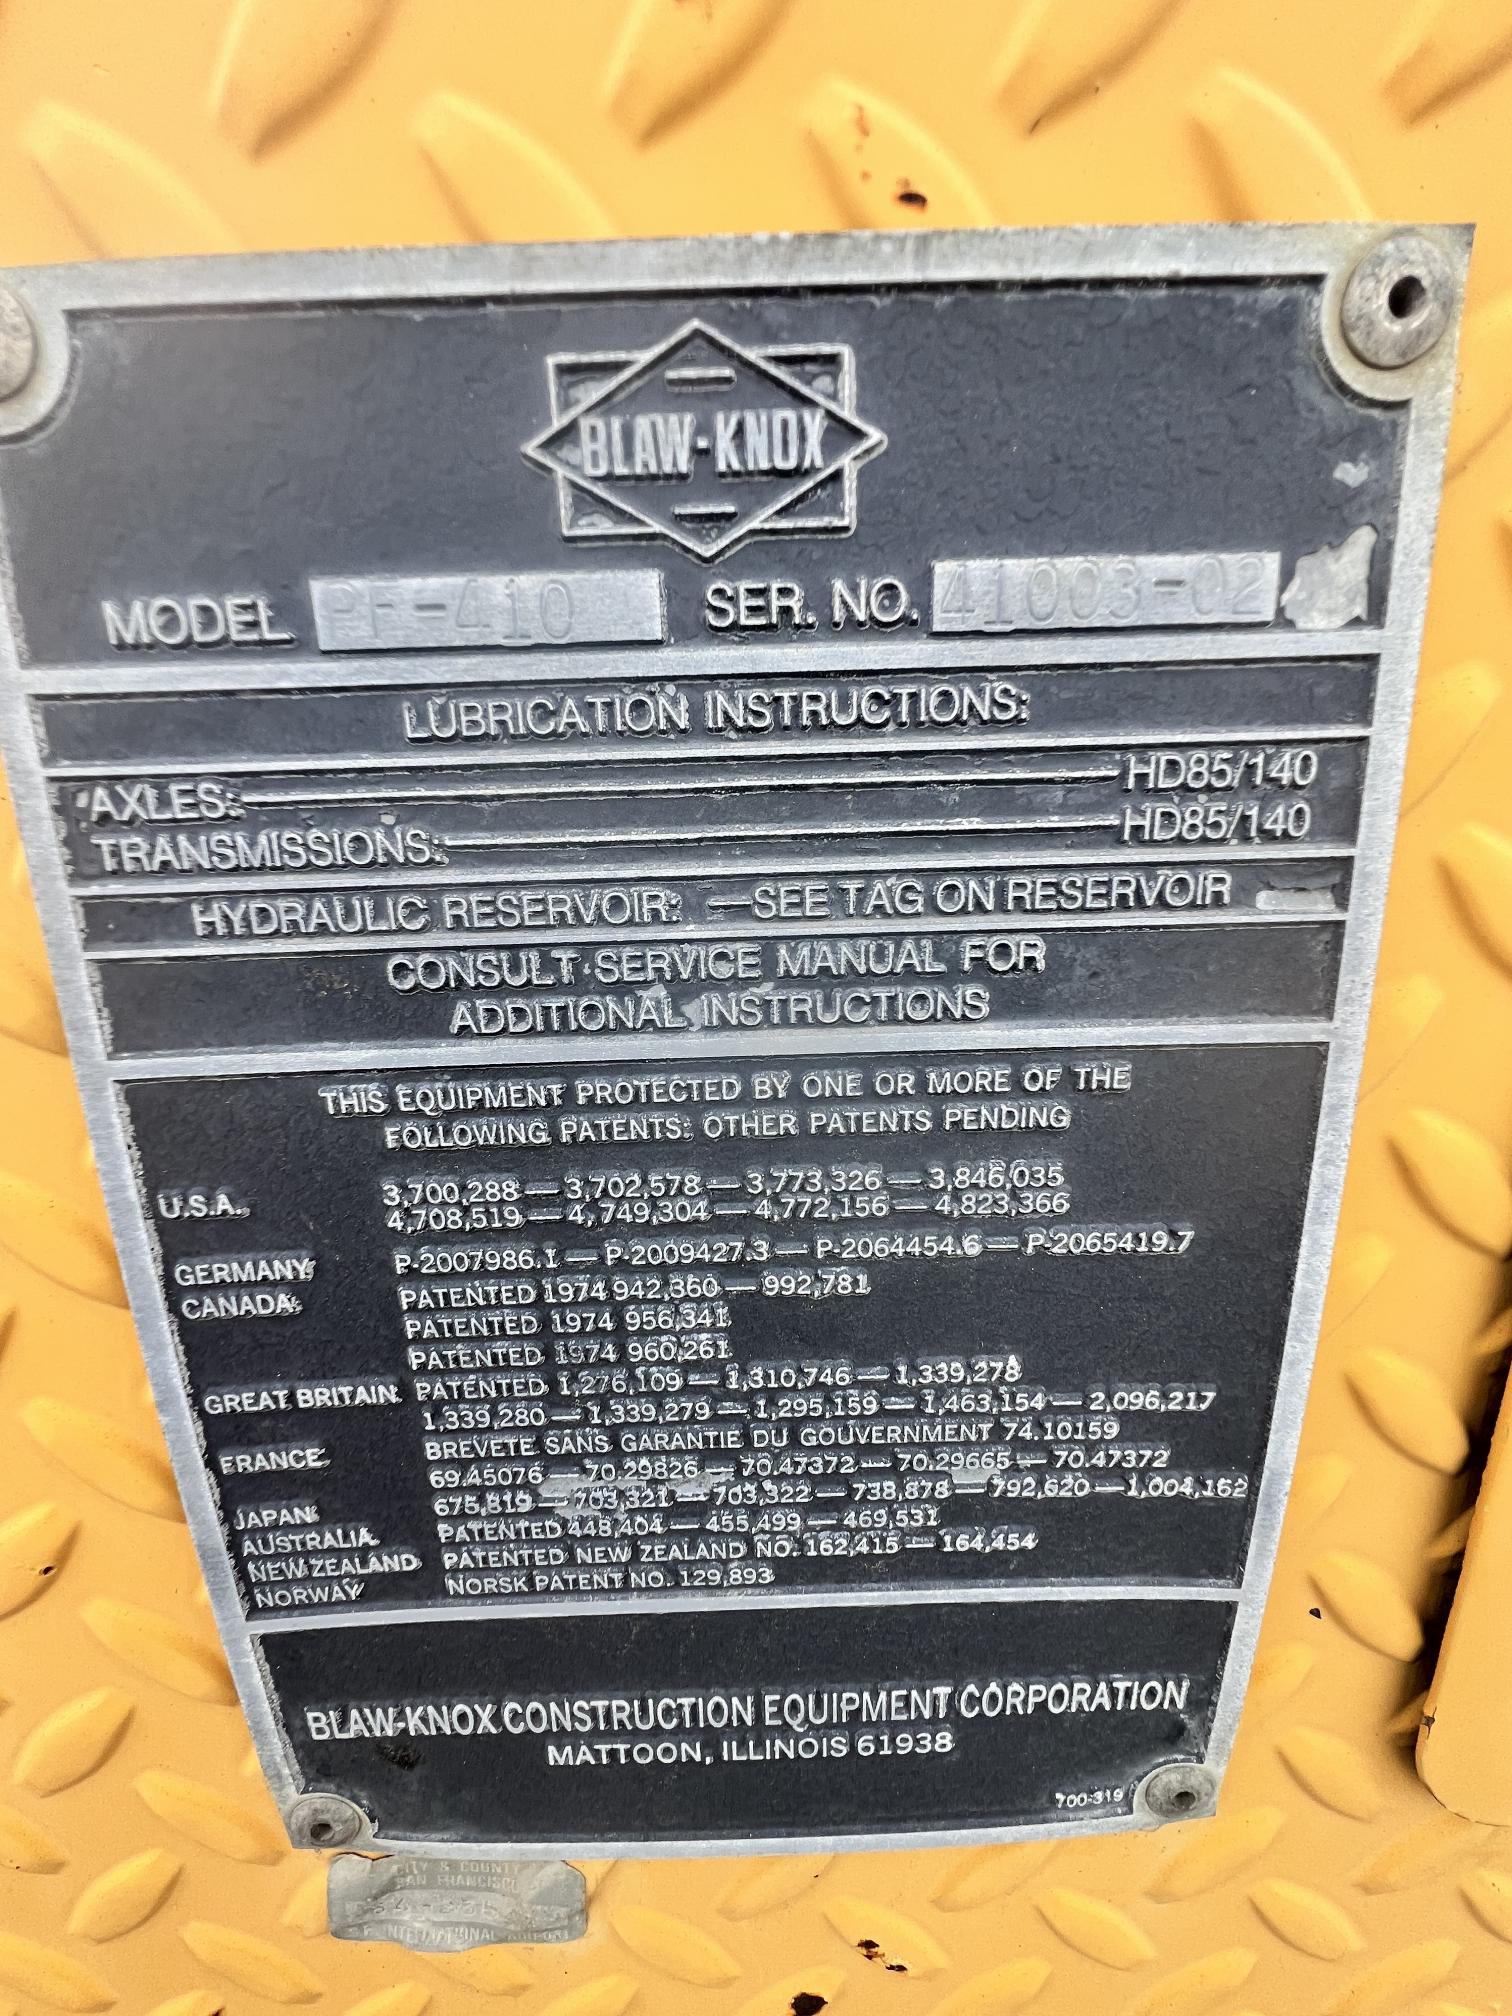 BLAW-KNOX
MODEL PF-410 SER. NO. 41003-02
LUBRICATION INSTRUCTIONS:
AXLES: HD85/140
TRANSMISSIONS: HD85/140
HYDRAULIC RESERVOIR: —SEE TAG ON RESERVOIR
CONSULT SERVICE MANUAL FOR
ADDITIONAL INSTRUCTIONS
THIS EQUIPMENT PROTECTED BY ONE OR MORE OF THE
FOLLOWING PATENTS: OTHER PATENTS PENDING
U.S.A. 3,700,288 — 3,702,578 — 3,773,326 — 3,846,035
4,708,519 — 4,749,304 — 4,772,156 — 4,823,366
GERMANY P-2007986.1 — P-2009427.3 — P-2064454.6 — P-2065419.7
CANADA PATENTED 1974 942,360 — 992,781
PATENTED 1974 956,341
PATENTED 1974 960,261
GREAT BRITAIN PATENTED 1,276,109 — 1,310,746 — 1,339,278
1,339,280 — 1,339,279 — 1,295,159 — 1,463,154 — 2,096,217
FRANCE BREVETE SANS GARANTIE DU GOUVERNMENT 74.10159
69.45076 — 70.29826 — 70.47372 — 70.29665 — 70.47372
JAPAN 675,819 — 703,321 — 703,322 — 738,878 — 792,620 — 1,004,162
AUSTRALIA PATENTED 448,404 — 455,499 — 469,531
NEW ZEALAND PATENTED NEW ZEALAND NO. 162,415 — 164,454
NORWAY NORSK PATENT NO. 129,893
BLAW-KNOX CONSTRUCTION EQUIPMENT CORPORATION
MATTOON, ILLINOIS 61938
700-319
CITY & COUNTY
SAN FRANCISCO
INTERNATIONAL AIRPORT